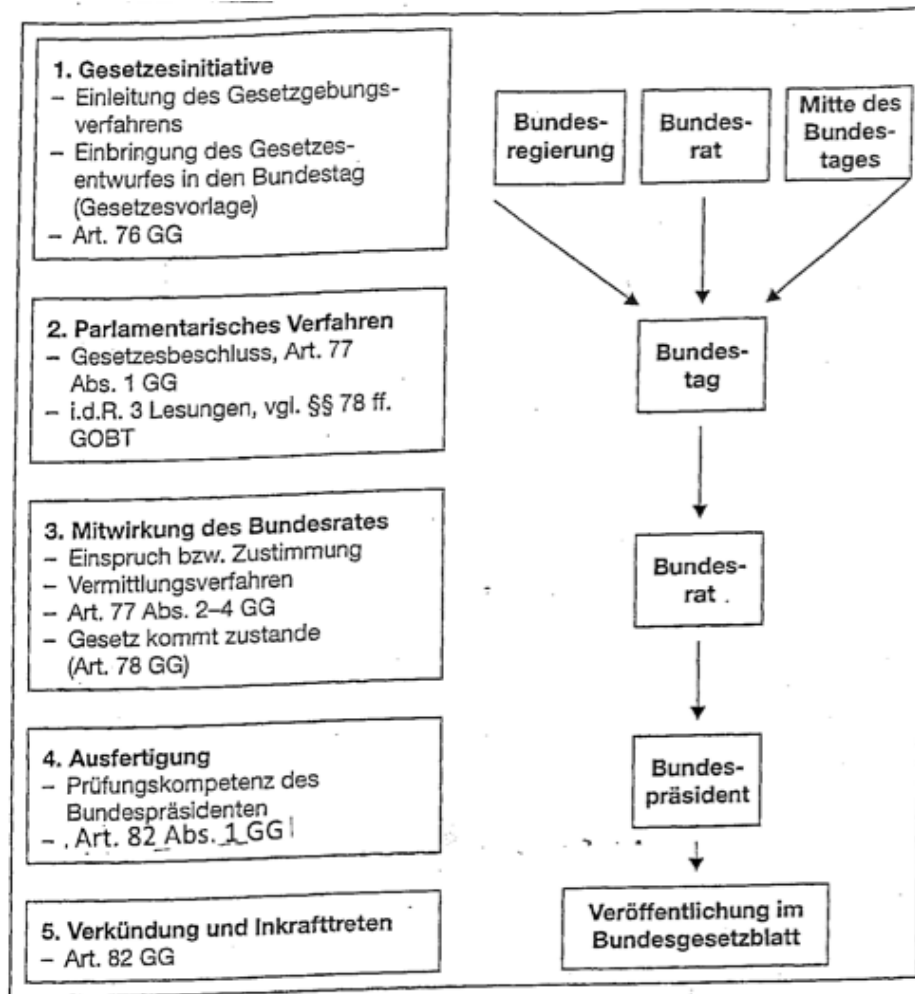 1. Gesetzesinitiative
– Einleitung des Gesetzgebungs-
verfahrens
– Einbringung des Gesetzes-
entwurfes in den Bundestag
(Gesetzesvorlage)
– Art. 76 GG
Bundes-
regierung
Bundes-
rat
Mitte des
Bundes-
tages
2. Parlamentarisches Verfahren
– Gesetzesbeschluss, Art. 77
Abs. 1 GG
– i.d.R. 3 Lesungen, vgl. §§ 78 ff.
GOBT
Bundes-
tag
3. Mitwirkung des Bundesrates
– Einspruch bzw. Zustimmung
– Vermittlungsverfahren
– Art. 77 Abs. 2–4 GG
– Gesetz kommt zustande
(Art. 78 GG)
Bundes-
rat
4. Ausfertigung
– Prüfungskompetenz des
Bundespräsidenten
– Art. 82 Abs. 1 GG
Bundes-
präsident
5. Verkündung und Inkrafttreten
– Art. 82 GG
Veröffentlichung im
Bundesgesetzblatt